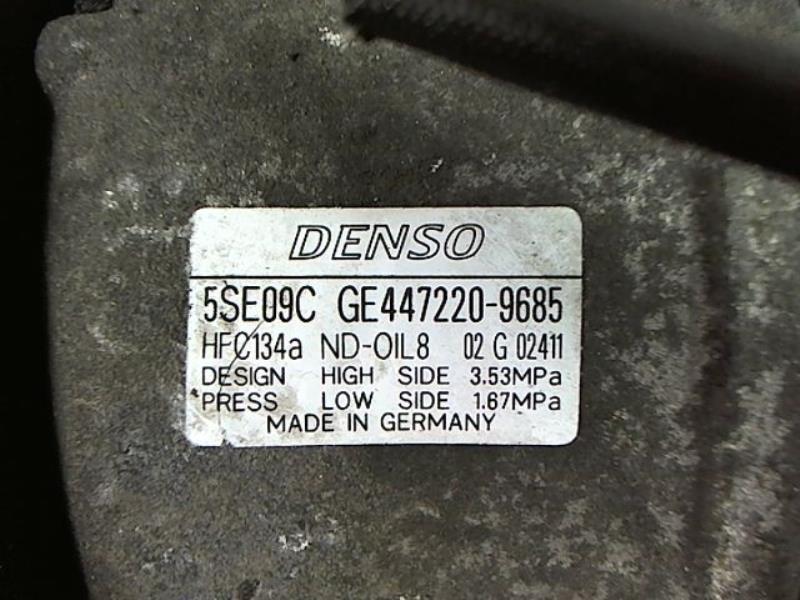 DENSO
5SE09C GE447220-9685
HFC134a ND-OIL8 02 G 02411
DESIGN HIGH SIDE 3.53MPa
PRESS LOW SIDE 1.67MPa
MADE IN GERMANY